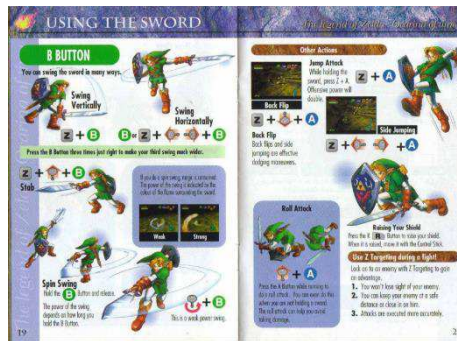 USING THE SWORD
B BUTTON
You can swing the sword in many ways.
Swing
Vertically
Swing
Horizontally
Z + B
B or Z + + B
Press the B Button three times just right to make your third swing much wider.
Z + + B
Stab
If you do a spin swing, magic is consumed.
The power of the swing is indicated by the
colour of the flame surrounding the sword.
Weak
Strong
Spin Swing
Hold the B Button and release.
The power of the swing
depends on how long you
hold the B Button.
+ B
This is a weak power swing.
19
The Legend of Zelda: Ocarina of Time
Other Actions
Jump Attack
While holding the
sword, press Z + A.
Offensive power will
double.
Z + A
Back Flip
Z + + A
Side Jumping
Back Flip
Back flips and side
jumping are effective
dodging maneuvers.
Z + + A
Roll Attack
+ A
Press the A Button while running to
do a roll attack. You can even do this
when you are not holding a sword.
The roll attack can help you avoid
taking damage.
Raising Your Shield
Press the R Button to raise your shield.
When it is raised, move it with the Control Stick.
Use Z Targeting during a fight!
Lock on to an enemy with Z Targeting to gain
an advantage.
1. You won't lose sight of your enemy.
2. You can keep your enemy at a safe
distance or close in on him.
3. Attacks are executed more accurately.
2